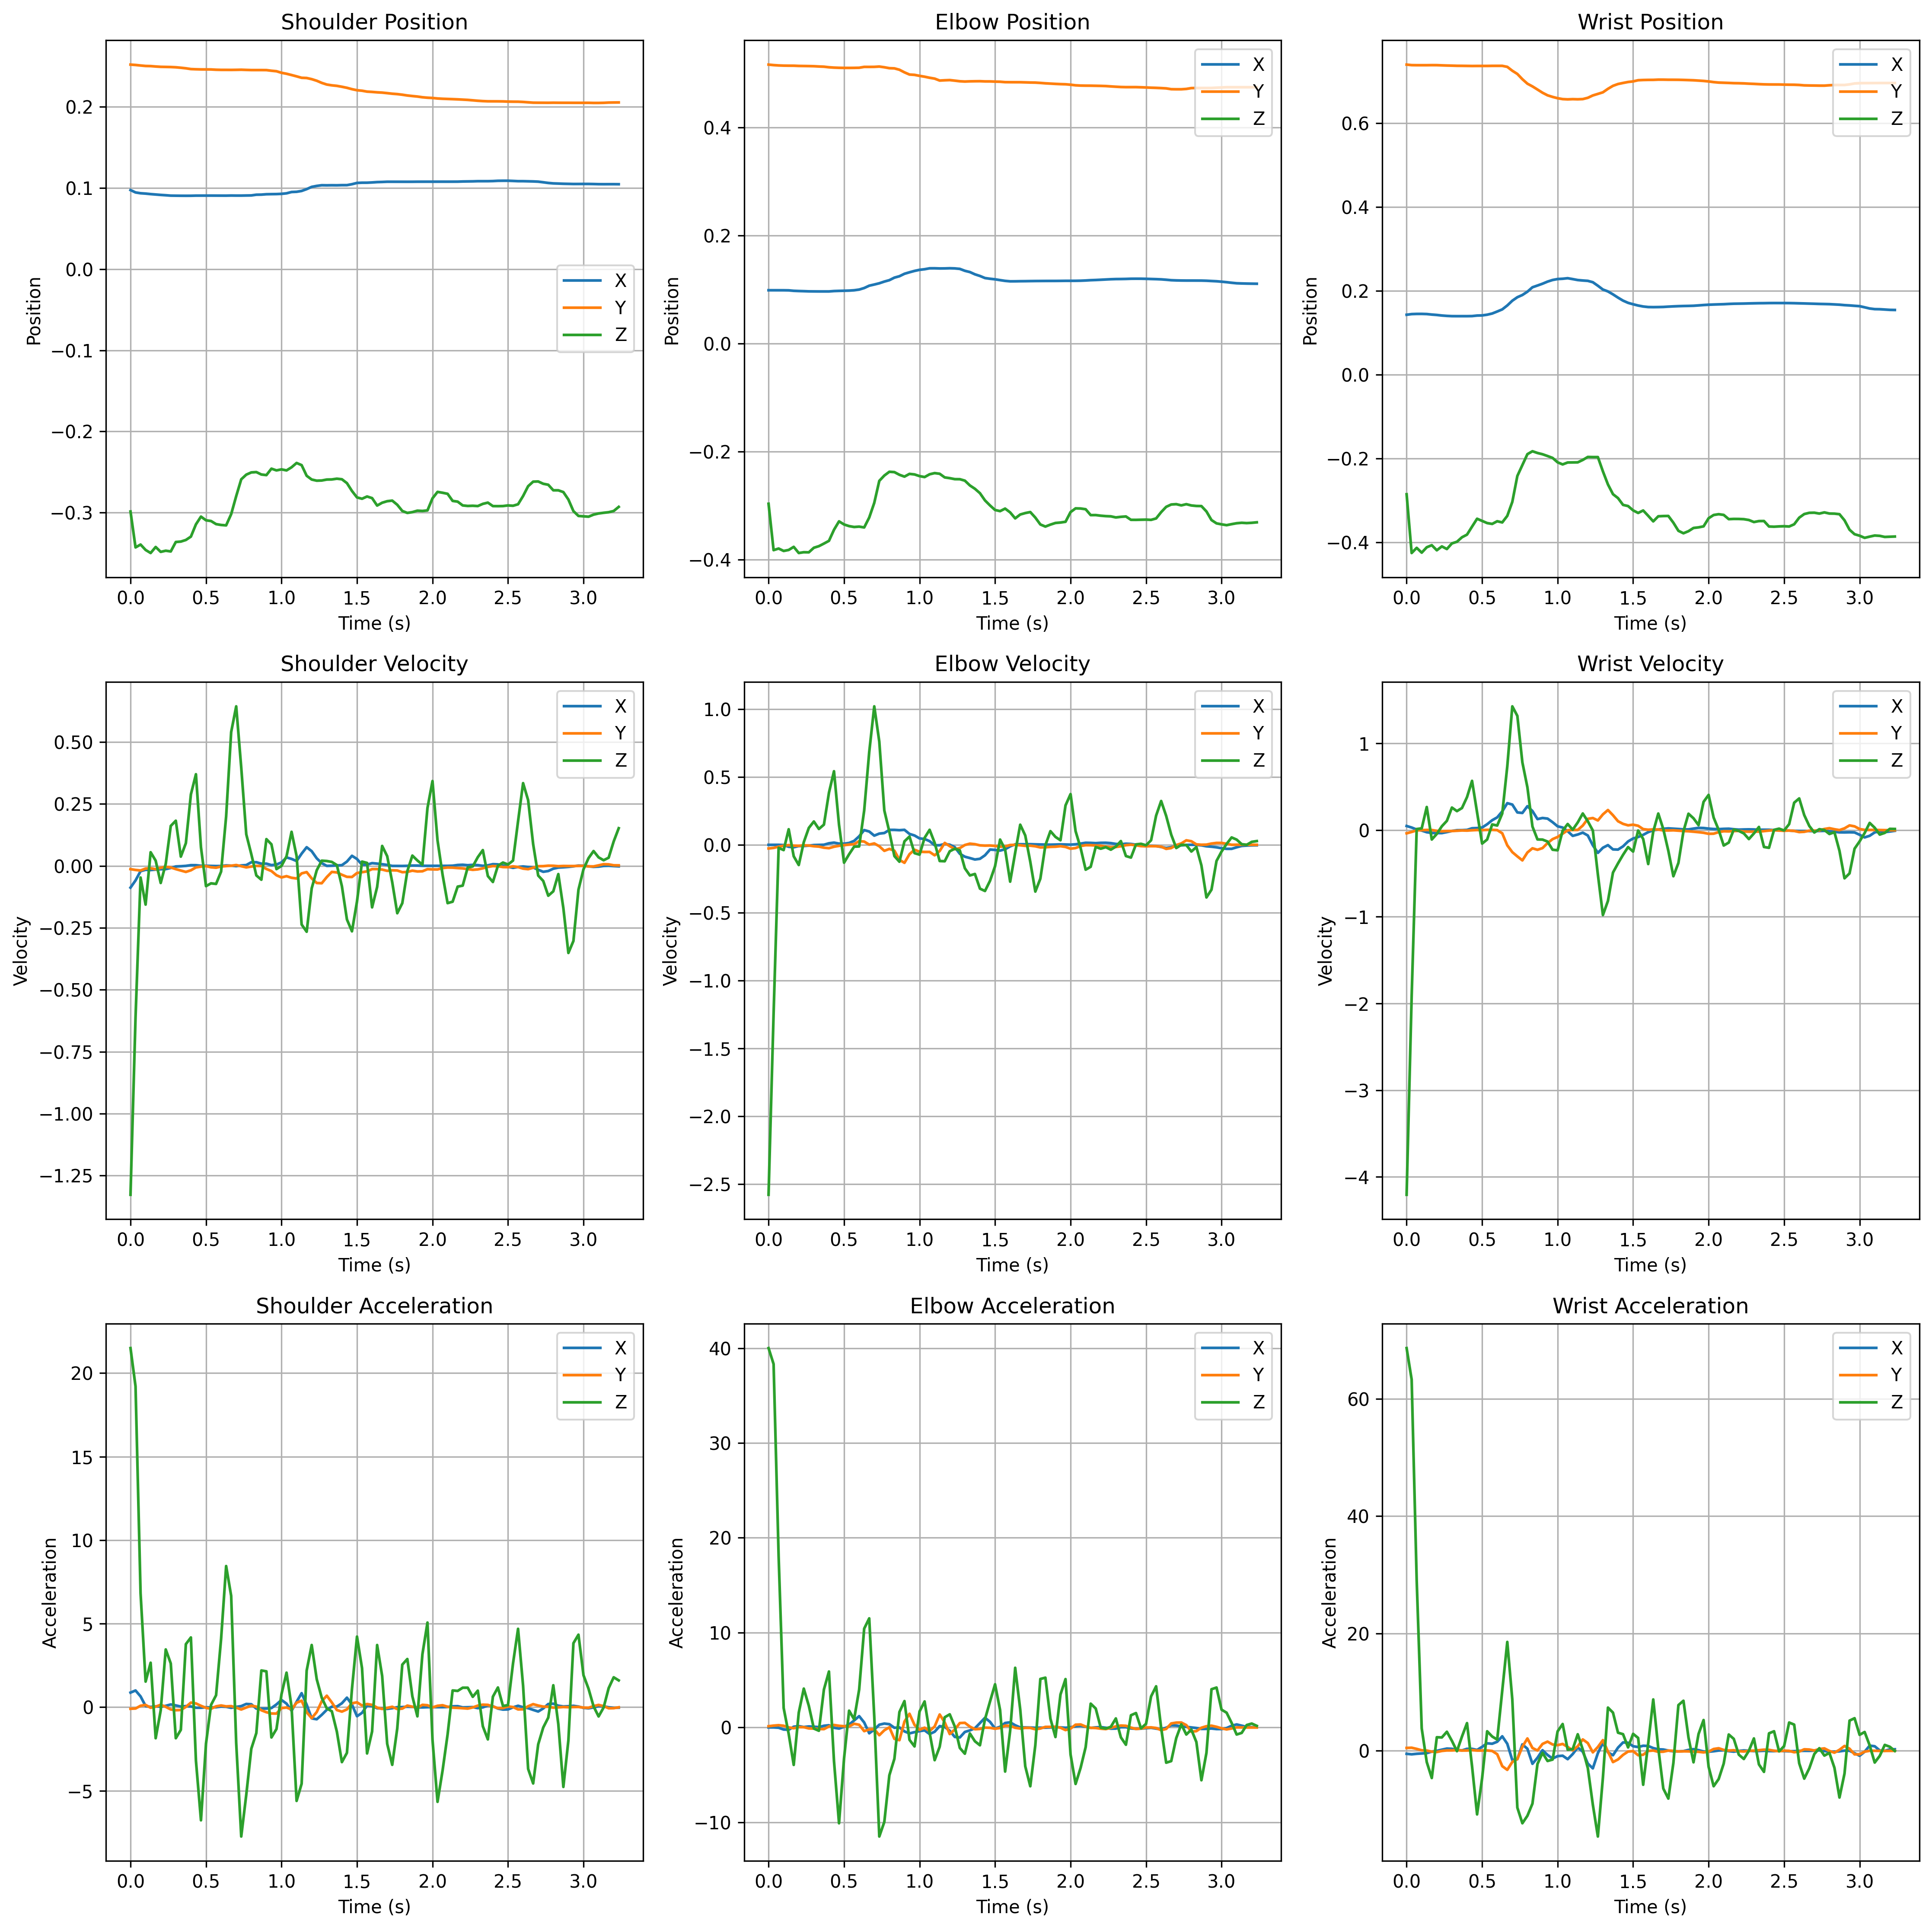 Shoulder Position
Elbow Position
Wrist Position
Position
0.2
0.1
0.0
−0.1
−0.2
−0.3
X
Y
Z
0.0 0.5 1.0 1.5 2.0 2.5 3.0
Time (s)
Position
0.4
0.2
0.0
−0.2
−0.4
X
Y
Z
0.0 0.5 1.0 1.5 2.0 2.5 3.0
Time (s)
Position
0.6
0.4
0.2
0.0
−0.2
−0.4
X
Y
Z
0.0 0.5 1.0 1.5 2.0 2.5 3.0
Time (s)
Shoulder Velocity
Elbow Velocity
Wrist Velocity
Velocity
0.50
0.25
0.00
−0.25
−0.50
−0.75
−1.00
−1.25
X
Y
Z
0.0 0.5 1.0 1.5 2.0 2.5 3.0
Time (s)
Velocity
1.0
0.5
0.0
−0.5
−1.0
−1.5
−2.0
−2.5
X
Y
Z
0.0 0.5 1.0 1.5 2.0 2.5 3.0
Time (s)
Velocity
1
0
−1
−2
−3
−4
X
Y
Z
0.0 0.5 1.0 1.5 2.0 2.5 3.0
Time (s)
Shoulder Acceleration
Elbow Acceleration
Wrist Acceleration
Acceleration
20
15
10
5
0
−5
X
Y
Z
0.0 0.5 1.0 1.5 2.0 2.5 3.0
Time (s)
Acceleration
40
30
20
10
0
−10
X
Y
Z
0.0 0.5 1.0 1.5 2.0 2.5 3.0
Time (s)
Acceleration
60
40
20
0
X
Y
Z
0.0 0.5 1.0 1.5 2.0 2.5 3.0
Time (s)